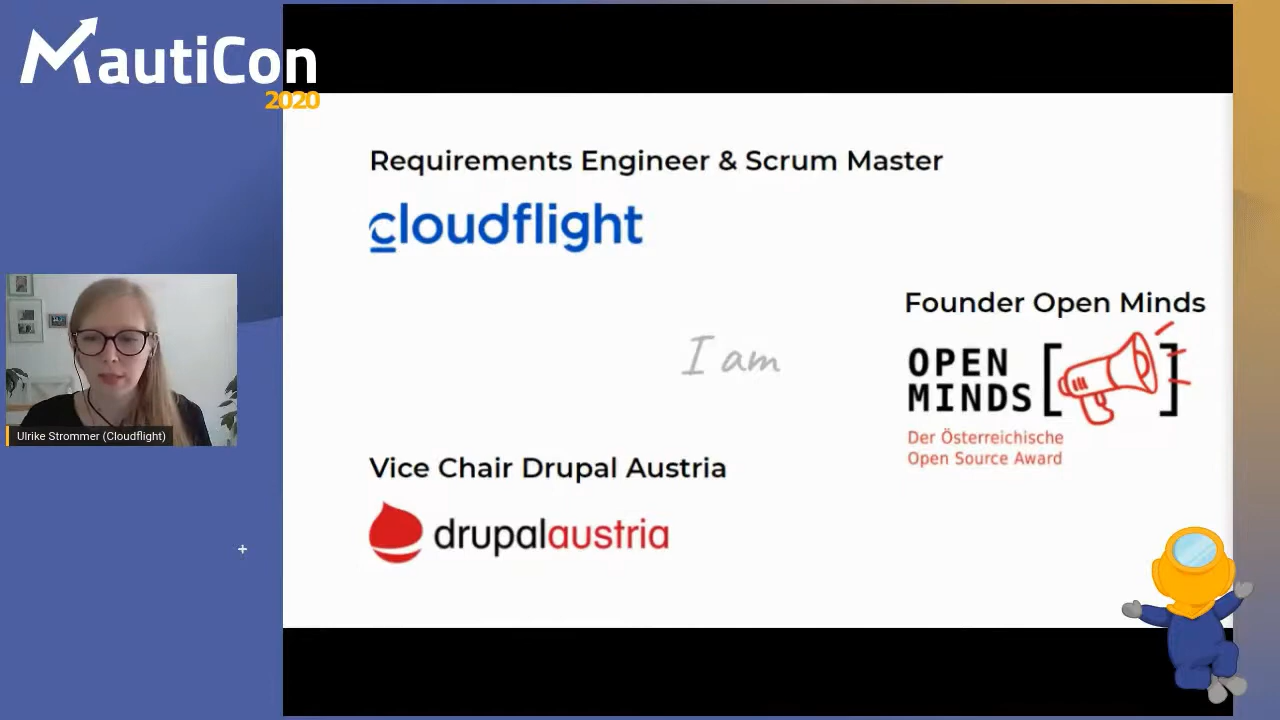 MautiCon
2020
Requirements Engineer & Scrum Master
cloudflight
Founder Open Minds
I am
OPEN
MINDS
Der Österreichische
Open Source Award
Ulrike Strommer (Cloudflight)
Vice Chair Drupal Austria
drupalaustria